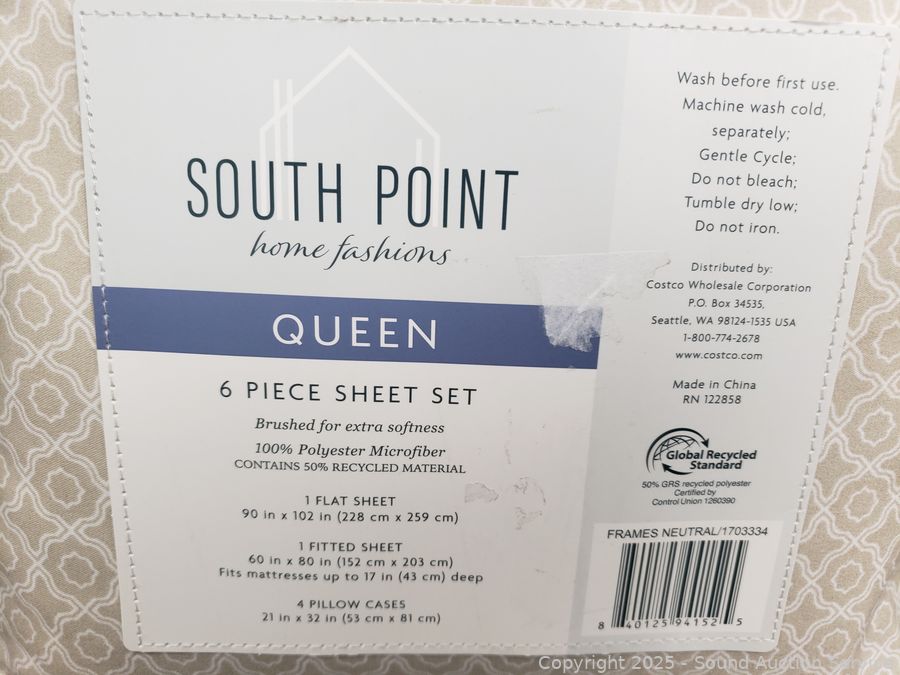 SOUTH POINT
home fashions
QUEEN
6 PIECE SHEET SET
Brushed for extra softness
100% Polyester Microfiber
CONTAINS 50% RECYCLED MATERIAL
1 FLAT SHEET
90 in x 102 in (228 cm x 259 cm)
1 FITTED SHEET
60 in x 80 in (152 cm x 203 cm)
Fits mattresses up to 17 in (43 cm) deep
4 PILLOW CASES
21 in x 32 in (53 cm x 81 cm)
Wash before first use.
Machine wash cold,
separately;
Gentle Cycle;
Do not bleach;
Tumble dry low;
Do not iron.
Distributed by:
Costco Wholesale Corporation
P.O. Box 34535,
Seattle, WA 98124-1535 USA
1-800-774-2678
www.costco.com
Made in China
RN 122858
Global Recycled
Standard
50% GRS recycled polyester
Certified by
Control Union 1260390
FRAMES NEUTRAL/1703334
8 40125 94152 5
Copyright 2025 - Sound Auction Service